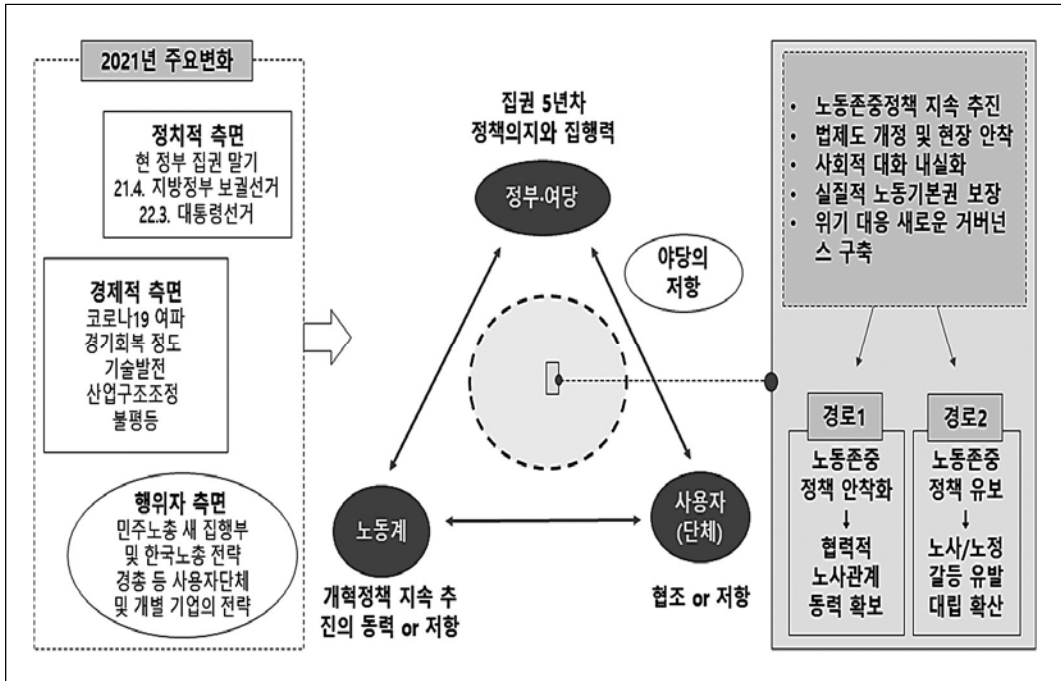 2021년 주요변화
정치적 측면
현 정부 집권 말기
21.4. 지방정부 보궐선거
22.3. 대통령선거
경제적 측면
코로나19 여파
경기회복 정도
기술발전
산업구조조정
불평등
행위자 측면
민주노총 새 집행부
및 한국노총 전략
경총 등 사용자단체
및 개별 기업의 전략
집권 5년차
정책의지와 집행력
정부·여당
야당의
저항
노동계
개혁정책 지속 추
진의 동력 or 저항
사용자
(단체)
협조 or 저항
• 노동존중정책 지속 추진
• 법제도 개정 및 현장 안착
• 사회적 대화 내실화
• 실질적 노동기본권 보장
• 위기 대응 새로운 거버넌
스 구축
경로1
노동존중
정책 안착화
협력적
노사관계
동력 확보
경로2
노동존중
정책 유보
노사/노정
갈등 유발
대립 확산